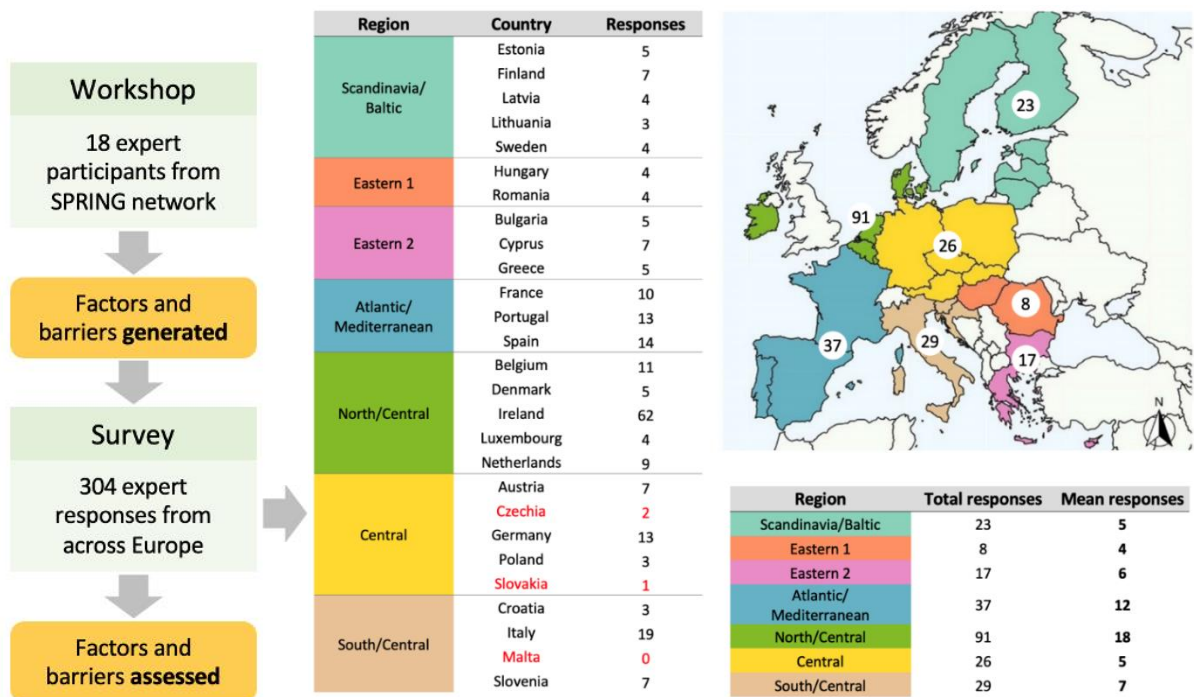 Workshop
18 expert
participants from
SPRING network
Factors and
barriers generated
Survey
304 expert
responses from
across Europe
Factors and
barriers assessed
Region Country Responses
Scandinavia/
Baltic
Estonia 5
Finland 7
Latvia 4
Lithuania 3
Sweden 4
Eastern 1
Hungary 4
Romania 4
Eastern 2
Bulgaria 5
Cyprus 7
Greece 5
Atlantic/
Mediterranean
France 10
Portugal 13
Spain 14
North/Central
Belgium 11
Denmark 5
Ireland 62
Luxembourg 4
Netherlands 9
Central
Austria 7
Czechia 2
Germany 13
Poland 3
Slovakia 1
South/Central
Croatia 3
Italy 19
Malta 0
Slovenia 7
23
91
26
8
29
37
17
N
Region Total responses Mean responses
Scandinavia/Baltic 23 5
Eastern 1 8 4
Eastern 2 17 6
Atlantic/
Mediterranean 37 12
North/Central 91 18
Central 26 5
South/Central 29 7